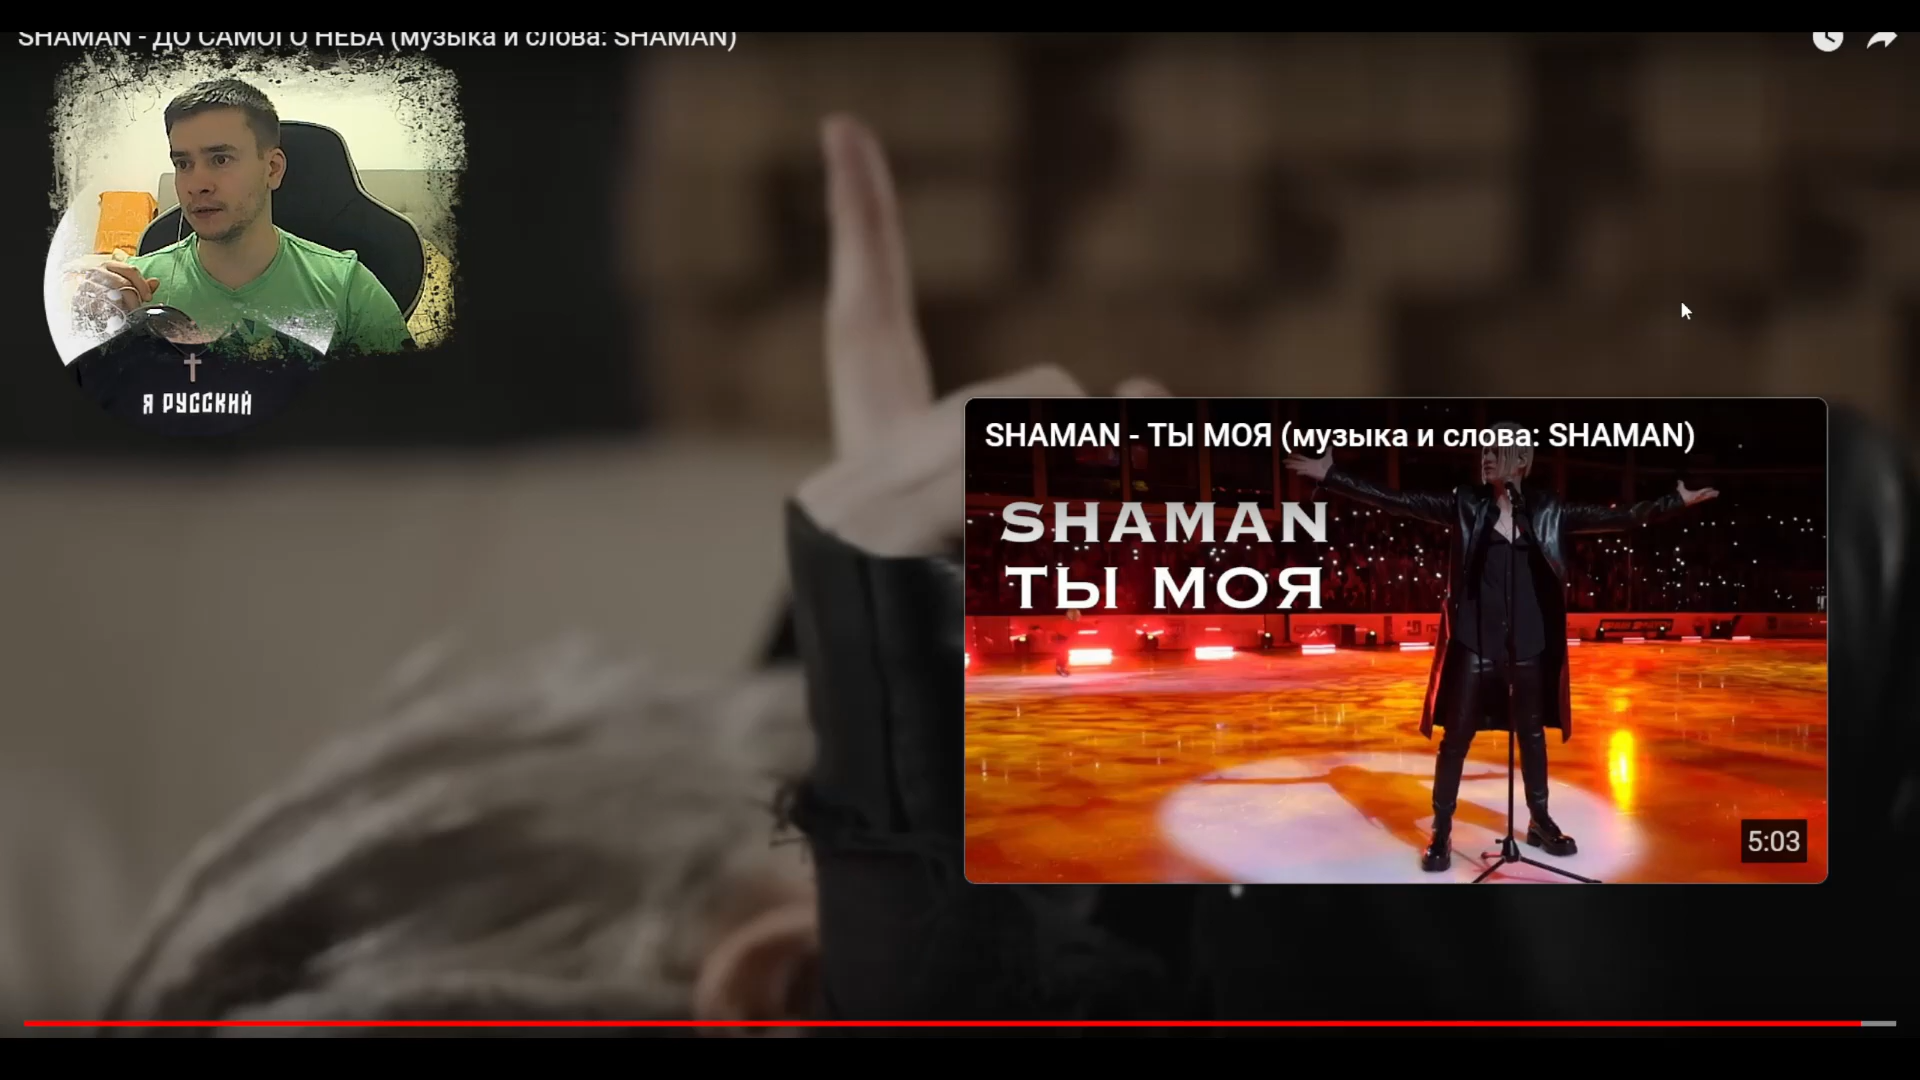 SHAMAN - ДО САМОГО НЕБА (музыка и слова: SHAMAN)
Я РУССКИЙ
SHAMAN - ТЫ МОЯ (музыка и слова: SHAMAN)
SHAMAN
ТЫ МОЯ
5:03